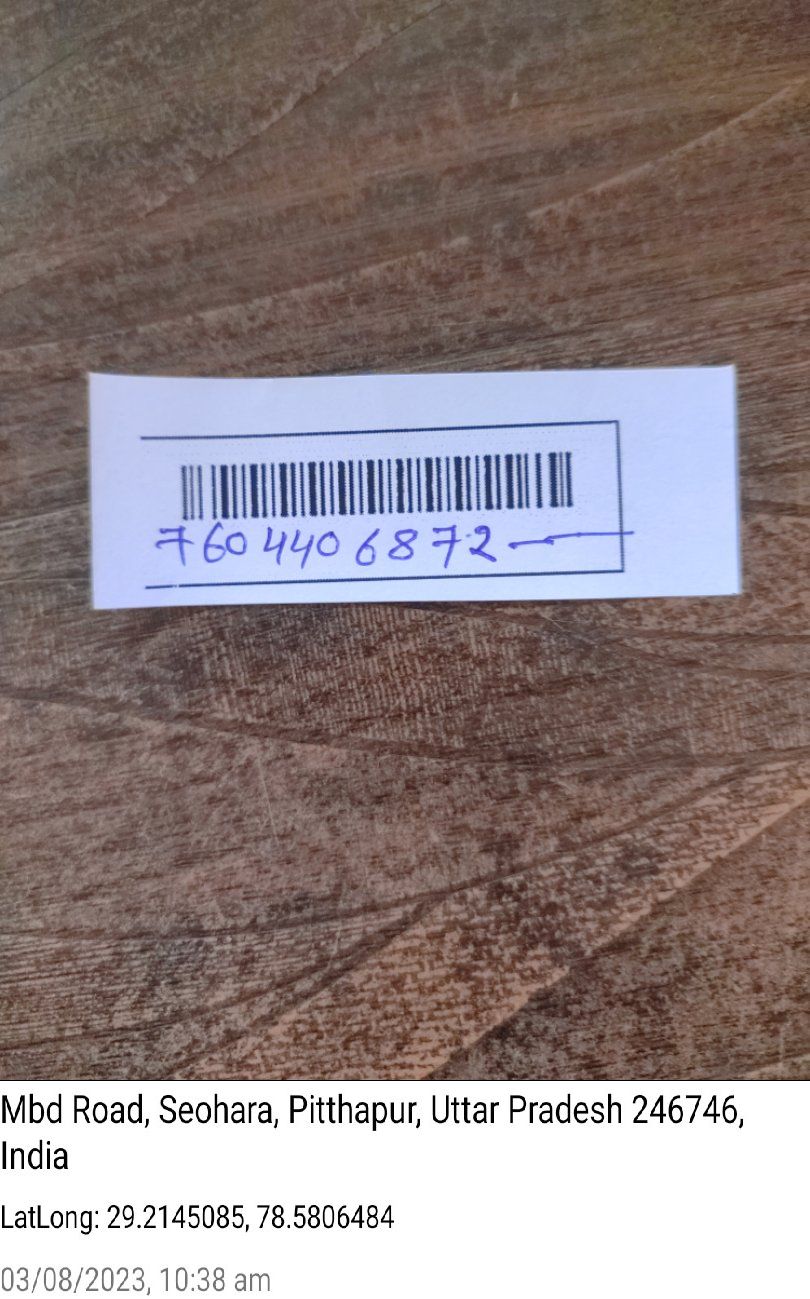 7604406872
Mbd Road, Seohara, Pitthapur, Uttar Pradesh 246746,
India
LatLong: 29.2145085, 78.5806484
03/08/2023, 10:38 am